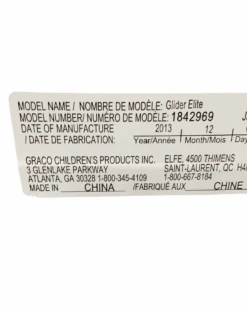 MODEL NAME / NOMBRE DE MODÈLE: Glider Elite
MODEL NUMBER/ NUMÉRO DE MODÈLE: 1842969
DATE OF MANUFACTURE 2013 12
/ DATE DE FABRICATION: Year/Année Month/Mois Day
GRACO CHILDREN'S PRODUCTS INC. ELFE, 4500 THIMENS
3 GLENLAKE PARKWAY SAINT-LAURENT, QC H4
ATLANTA, GA 30328 1-800-345-4109 1-800-667-8184
MADE IN CHINA /FABRIQUÉ AUX CHINE